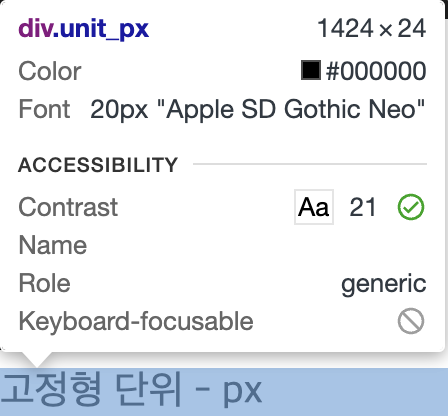 div.unit_px 1424 × 24
Color #000000
Font 20px "Apple SD Gothic Neo"
ACCESSIBILITY
Contrast Aa 21
Name
Role generic
Keyboard-focusable
고정형 단위 - px